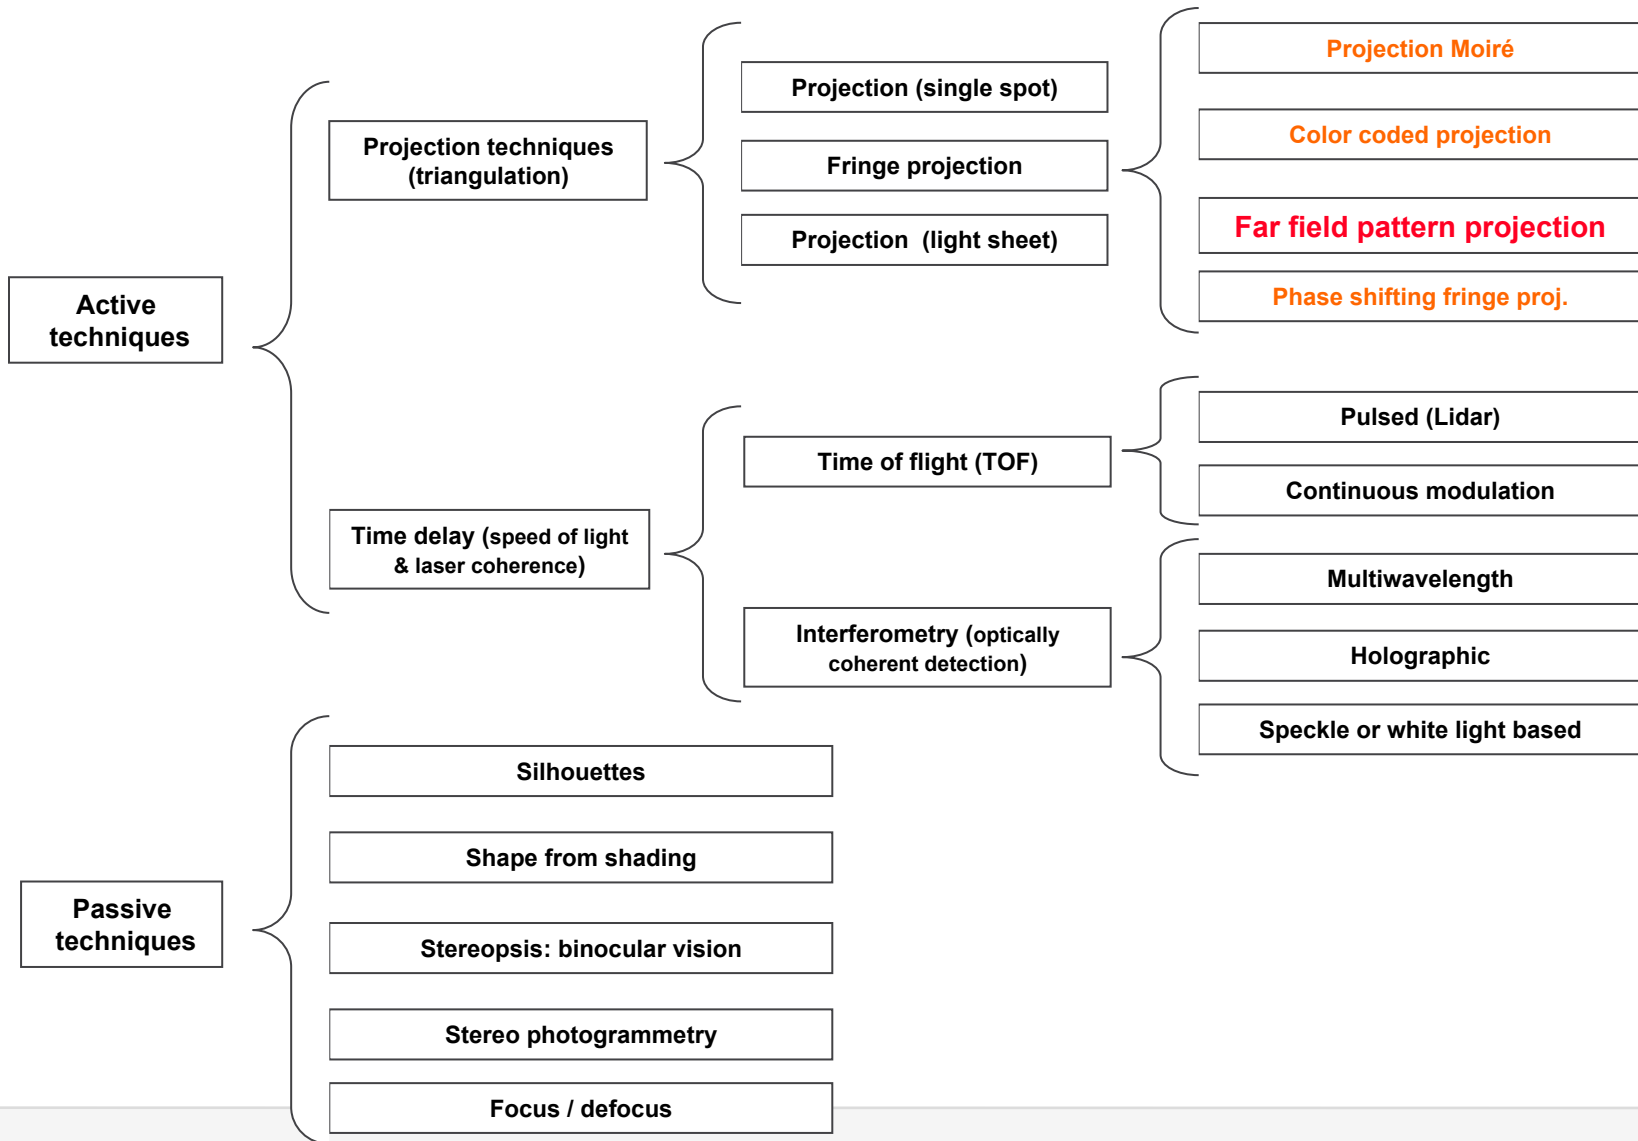 Active
techniques
Projection techniques
(triangulation)
Projection (single spot)
Fringe projection
Projection (light sheet)
Projection Moiré
Color coded projection
Far field pattern projection
Phase shifting fringe proj.
Time delay (speed of light
& laser coherence)
Time of flight (TOF)
Pulsed (Lidar)
Continuous modulation
Interferometry (optically
coherent detection)
Multiwavelength
Holographic
Speckle or white light based
Passive
techniques
Silhouettes
Shape from shading
Stereopsis: binocular vision
Stereo photogrammetry
Focus / defocus